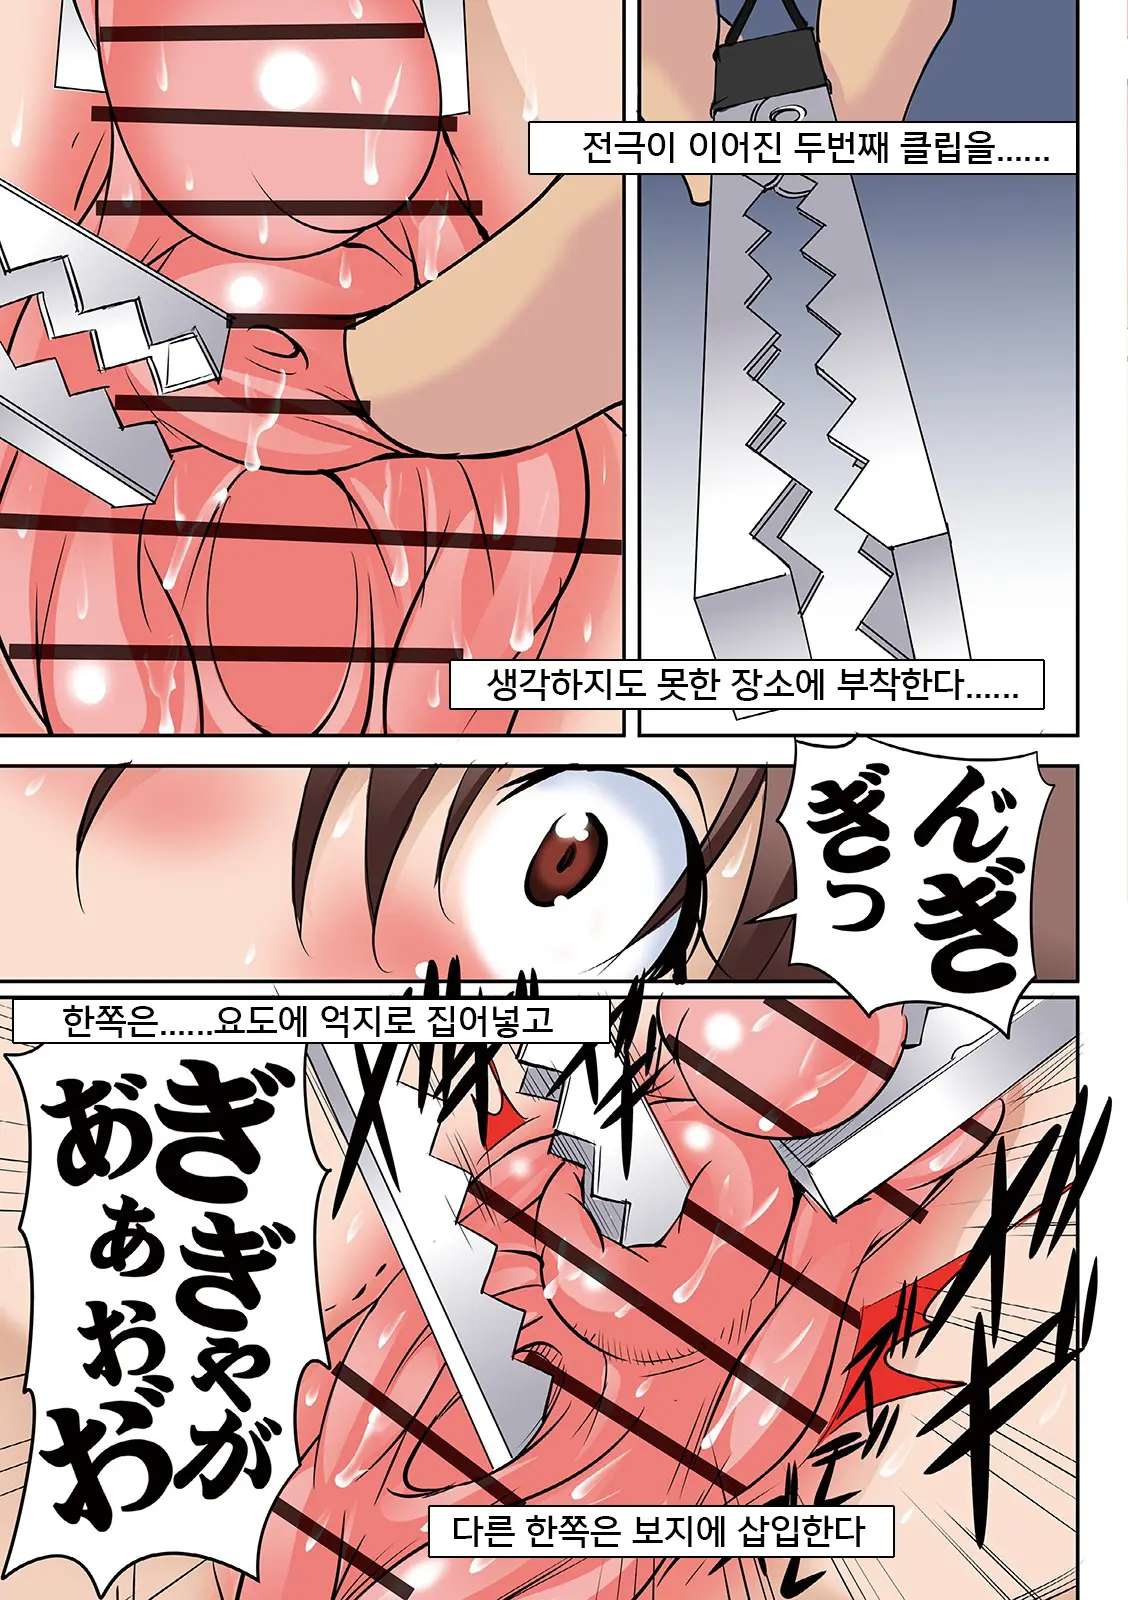 전극이 이어진 두번째 클립을......
생각하지도 못한 장소에 부착한다......
んぎ
ぎっ
한쪽은......요도에 억지로 집어넣고
ぎぎゃが
あ゛ぁぉお゛
다른 한쪽은 보지에 삽입한다